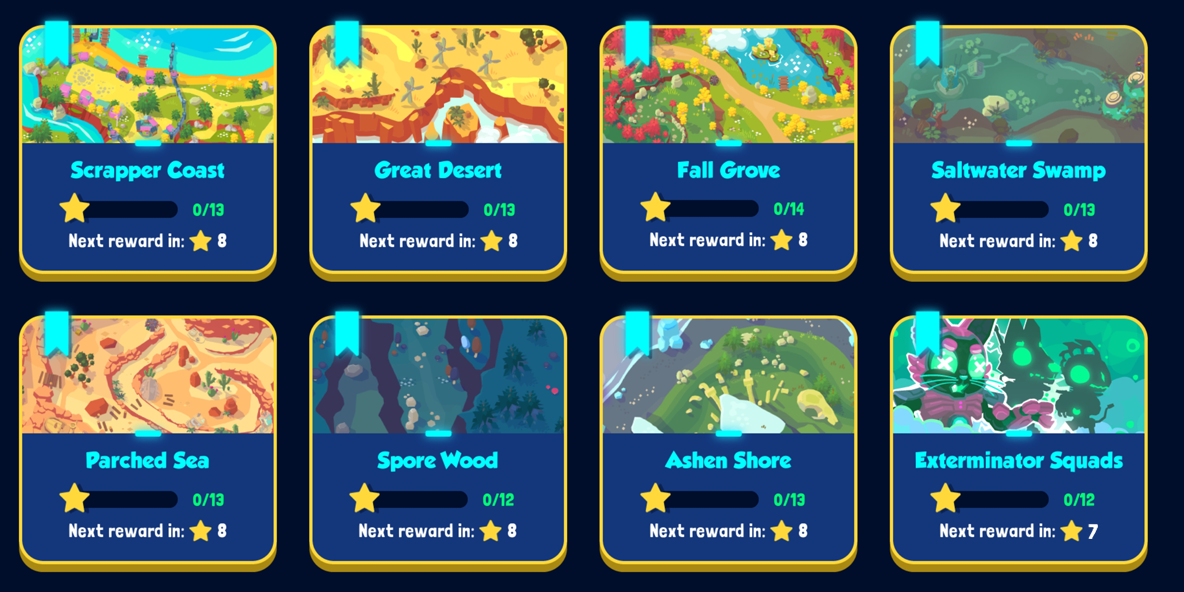 Scrapper Coast
0/13
Next reward in: 8
Great Desert
0/13
Next reward in: 8
Fall Grove
0/14
Next reward in: 8
Saltwater Swamp
0/13
Next reward in: 8
Parched Sea
0/13
Next reward in: 8
Spore Wood
0/12
Next reward in: 8
Ashen Shore
0/13
Next reward in: 8
Exterminator Squads
0/12
Next reward in: 7